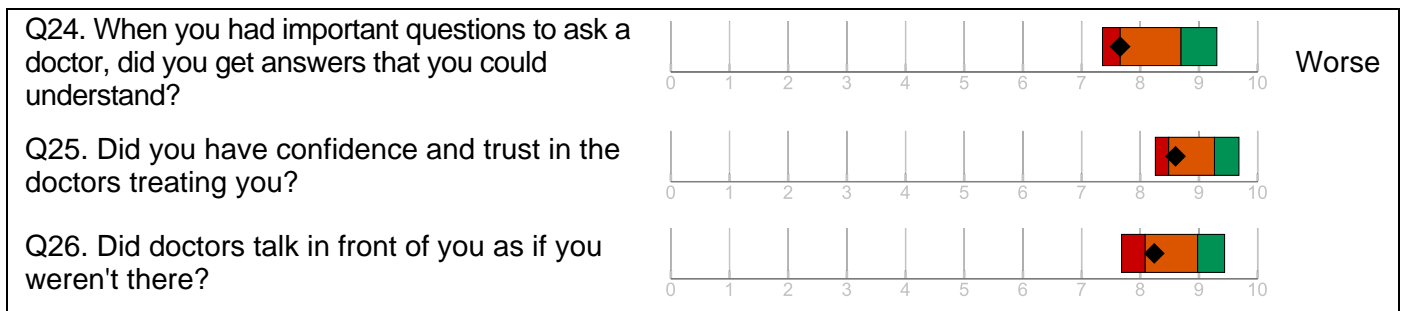 Q24. When you had important questions to ask a
doctor, did you get answers that you could
understand?
0 1 2 3 4 5 6 7 8 9 10
Worse
Q25. Did you have confidence and trust in the
doctors treating you?
0 1 2 3 4 5 6 7 8 9 10
Q26. Did doctors talk in front of you as if you
weren't there?
0 1 2 3 4 5 6 7 8 9 10